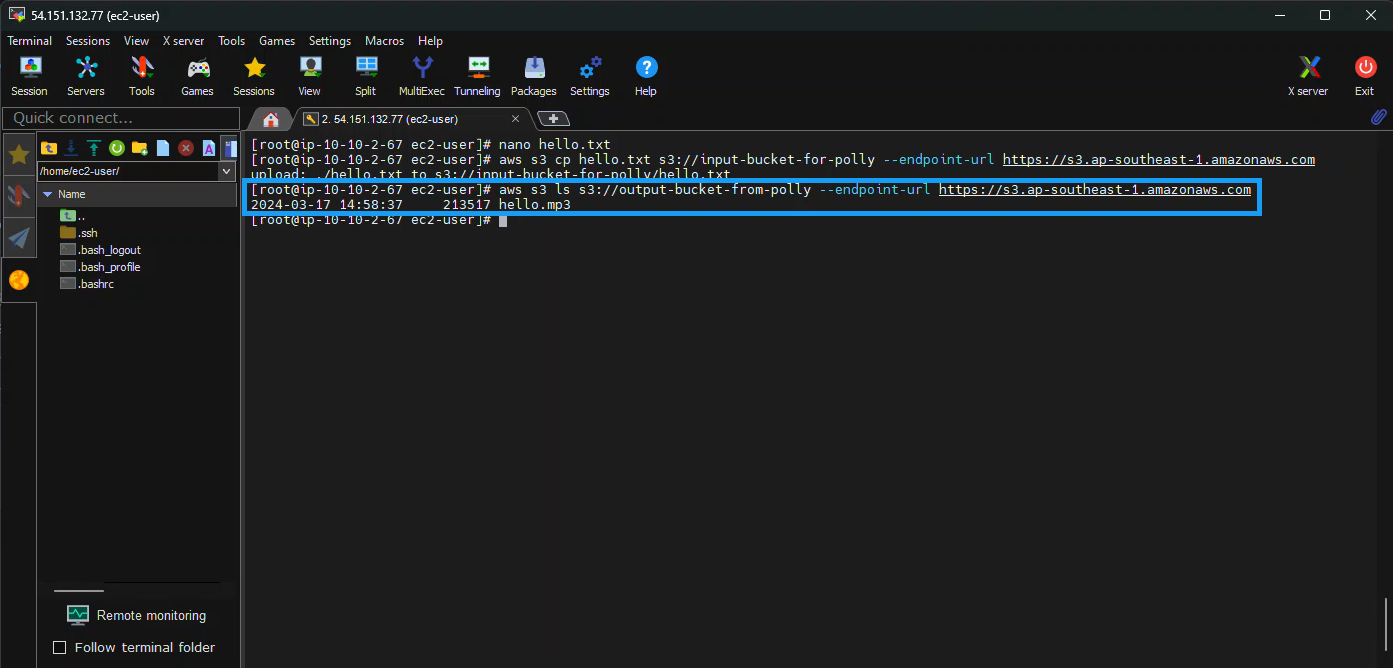 54.151.132.77 (ec2-user)
Terminal Sessions View X server Tools Games Settings Macros Help
Session Servers Tools Games Sessions View Split MultiExec Tunneling Packages Settings Help X server Exit
Quick connect...
2. 54.151.132.77 (ec2-user)
/home/ec2-user/
Name
..
.ssh
.bash_logout
.bash_profile
.bashrc
[root@ip-10-10-2-67 ec2-user]# nano hello.txt
[root@ip-10-10-2-67 ec2-user]# aws s3 cp hello.txt s3://input-bucket-for-polly --endpoint-url https://s3.ap-southeast-1.amazonaws.com
upload: ./hello.txt to s3://input-bucket-for-polly/hello.txt
[root@ip-10-10-2-67 ec2-user]# aws s3 ls s3://output-bucket-from-polly --endpoint-url https://s3.ap-southeast-1.amazonaws.com
2024-03-17 14:58:37     213517 hello.mp3
[root@ip-10-10-2-67 ec2-user]#
Remote monitoring
Follow terminal folder